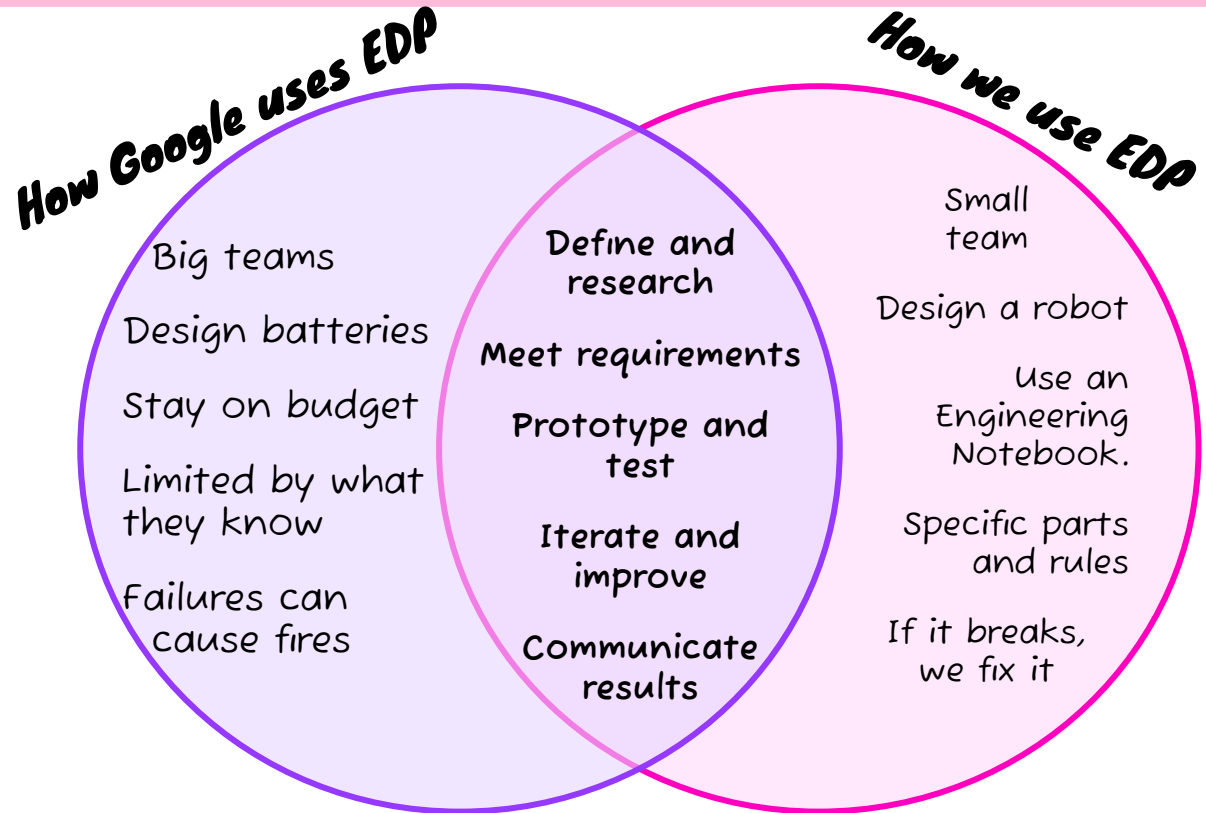 How Google uses EDP
Big teams
Design batteries
Stay on budget
Limited by what
they know
Failures can
cause fires
Define and
research
Meet requirements
Prototype and
test
Iterate and
improve
Communicate
results
How we use EDP
Small
team
Design a robot
Use an
Engineering
Notebook.
Specific parts
and rules
If it breaks,
we fix it